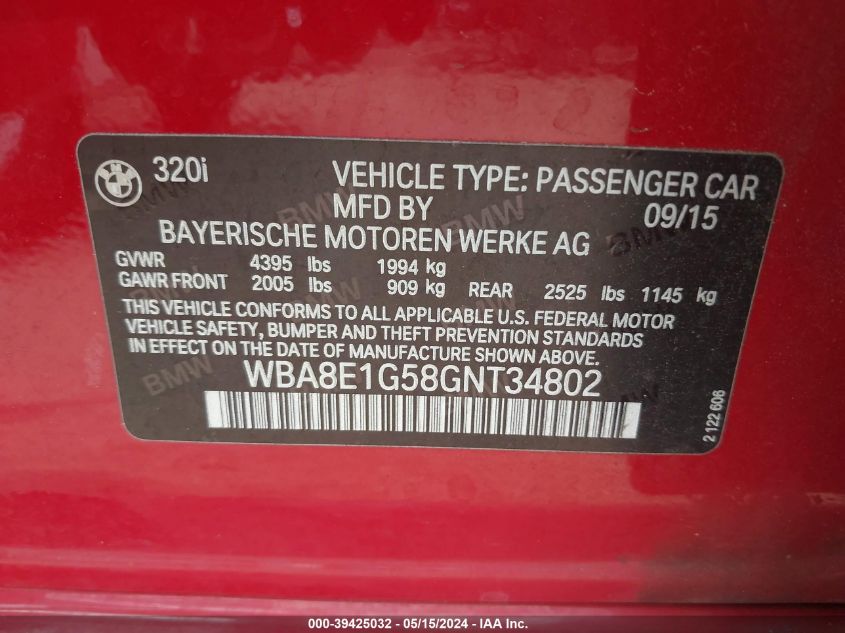 BMW 320i VEHICLE TYPE: PASSENGER CAR
MFD BY 09/15
BAYERISCHE MOTOREN WERKE AG
GVWR 4395 lbs 1994 kg
GAWR FRONT 2005 lbs 909 kg REAR 2525 lbs 1145 kg
THIS VEHICLE CONFORMS TO ALL APPLICABLE U.S. FEDERAL MOTOR
VEHICLE SAFETY, BUMPER AND THEFT PREVENTION STANDARDS
IN EFFECT ON THE DATE OF MANUFACTURE SHOWN ABOVE.
WBA8E1G58GNT34802
2 122 606
000-39425032 - 05/15/2024 - IAA Inc.